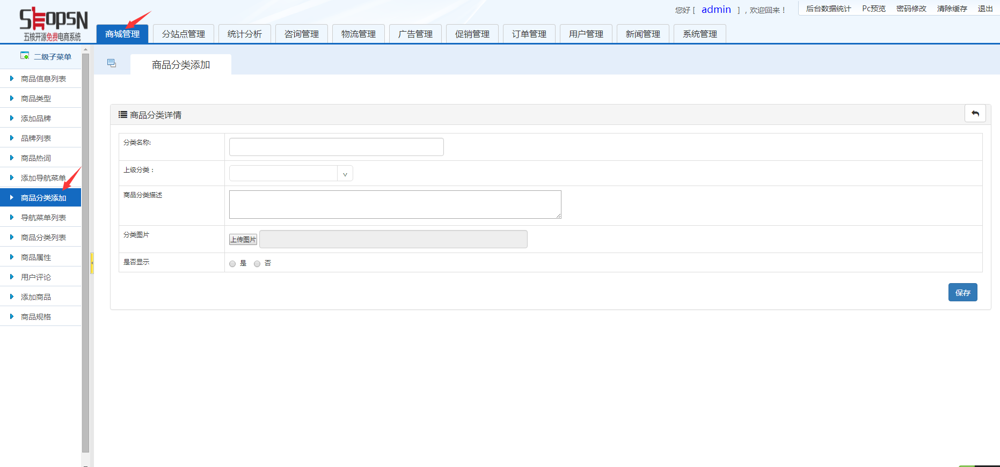 SHOPSN
五核开源免费电商系统
您好 [ admin ] ，欢迎回来！
后台数据统计 Pc预览 密码修改 清除缓存 退出
商城管理 分站点管理 统计分析 咨询管理 物流管理 广告管理 促销管理 订单管理 用户管理 新闻管理 系统管理
二级子菜单
商品信息列表
商品类型
添加品牌
品牌列表
商品热词
添加导航菜单
商品分类添加
导航菜单列表
商品分类列表
商品属性
用户评论
添加商品
商品规格
商品分类添加
商品分类详情
分类名称:
上级分类：
商品分类描述
分类图片
上传图片
是否显示
是 否
保存